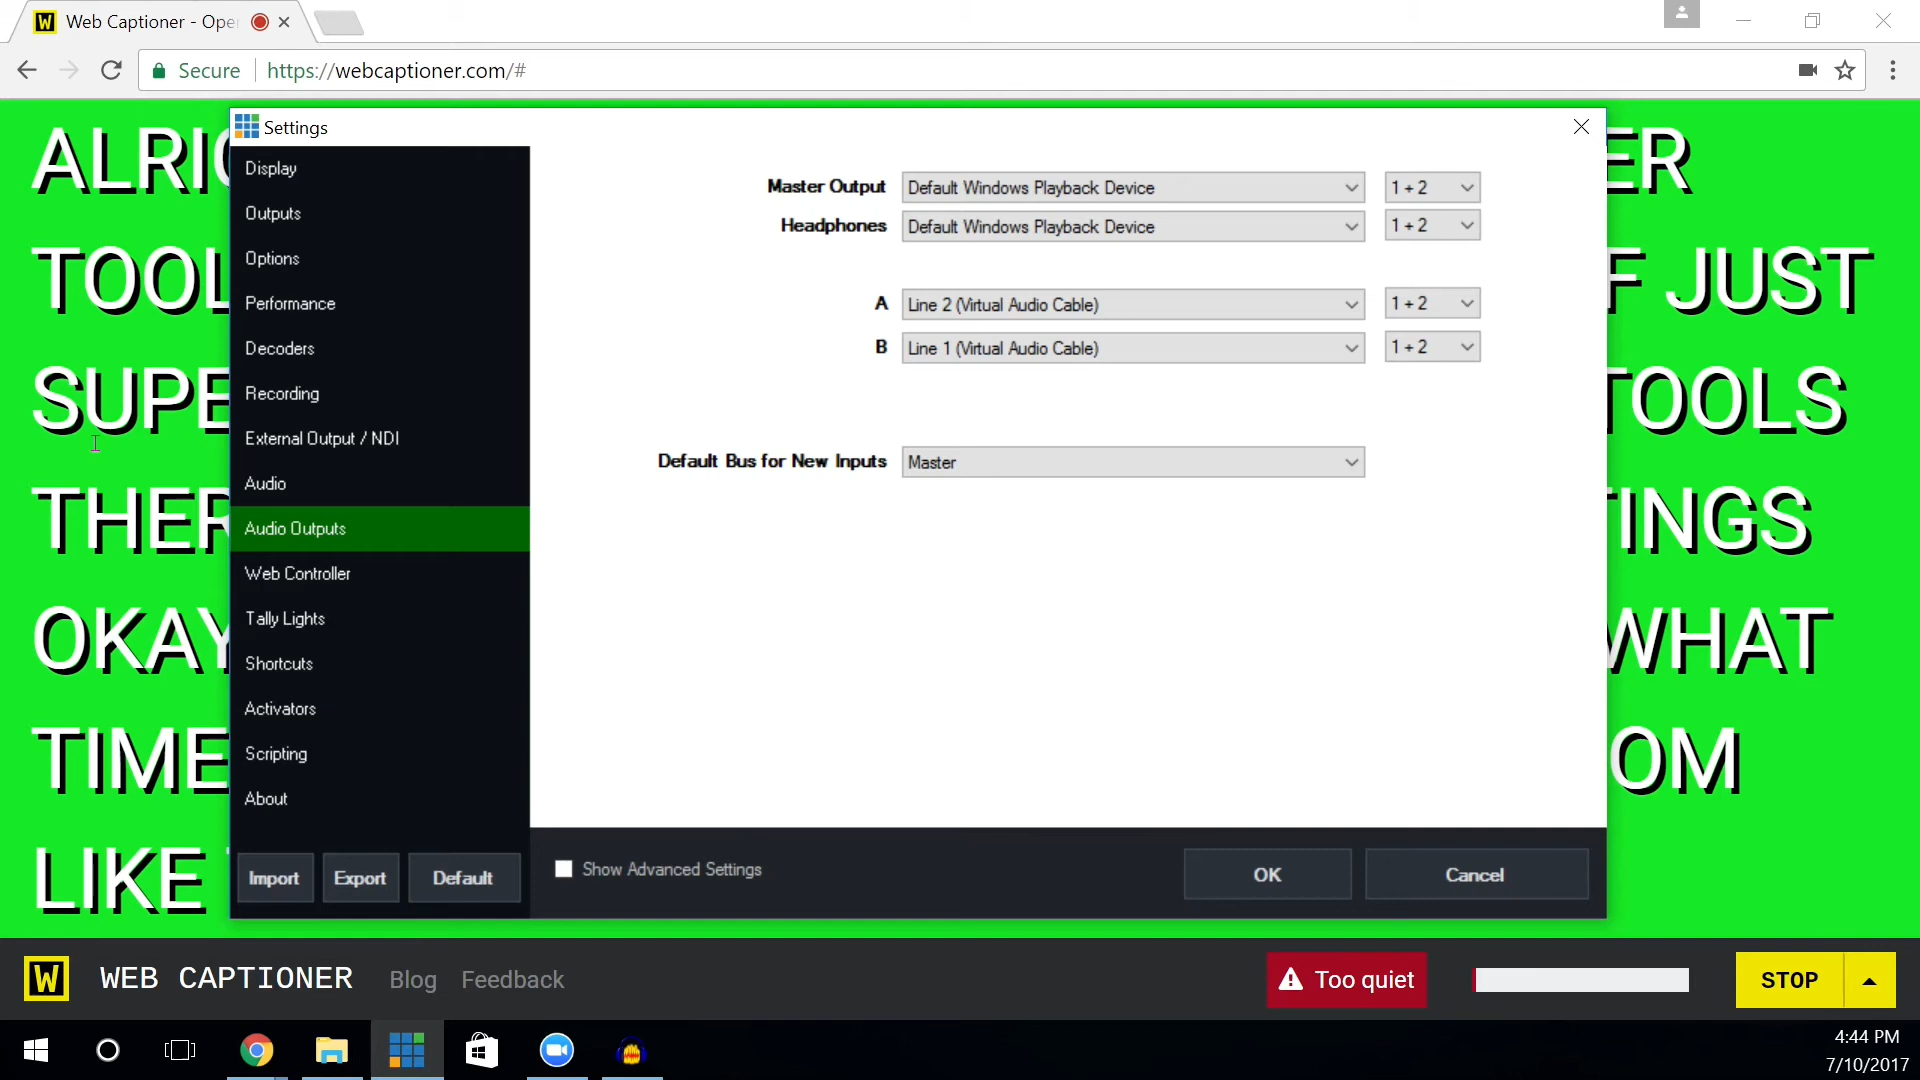 Web Captioner - Ope
Secure
https://webcaptioner.com/#
Settings
Display
Outputs
Options
Performance
Decoders
Recording
External Output / NDI
Audio
Audio Outputs
Web Controller
Tally Lights
Shortcuts
Activators
Scripting
About
Import
Export
Default
Master Output
Default Windows Playback Device
1 + 2
Headphones
Default Windows Playback Device
1 + 2
A
Line 2 (Virtual Audio Cable)
1 + 2
B
Line 1 (Virtual Audio Cable)
1 + 2
Default Bus for New Inputs
Master
Show Advanced Settings
OK
Cancel
ALRIG ER
TOOL F JUST
SUPE TOOLS
THER TINGS
OKAY WHAT
TIME OM
LIKE
W
WEB CAPTIONER
Blog
Feedback
Too quiet
STOP
4:44 PM
7/10/2017